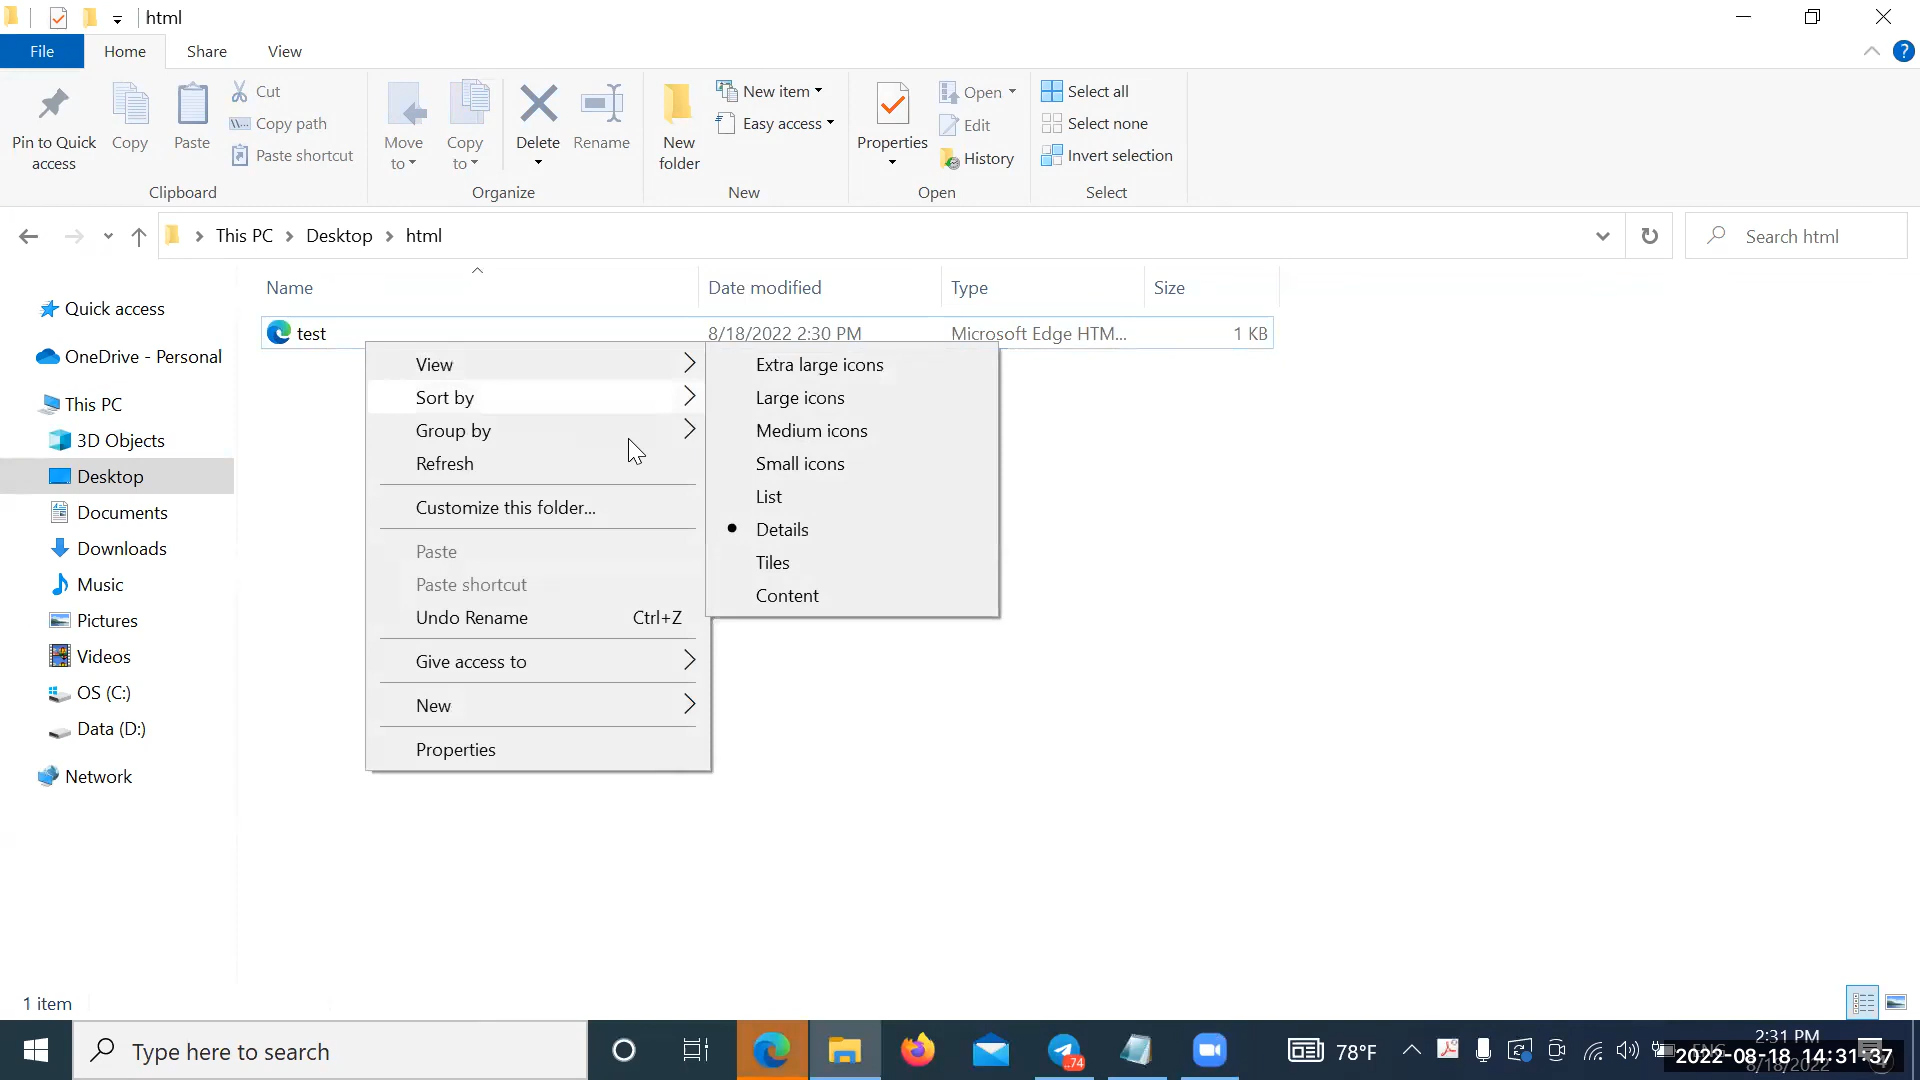 html
File
Home
Share
View
Pin to Quick access
Copy
Paste
Cut
Copy path
Paste shortcut
Clipboard
Move to
Copy to
Delete
Rename
Organize
New folder
New item
Easy access
New
Properties
Open
Edit
History
Open
Select all
Select none
Invert selection
Select
This PC
Desktop
html
Search html
Name
Date modified
Type
Size
test
8/18/2022 2:30 PM
Microsoft Edge HTM...
1 KB
Quick access
OneDrive - Personal
This PC
3D Objects
Desktop
Documents
Downloads
Music
Pictures
Videos
OS (C:)
Data (D:)
Network
View
Sort by
Group by
Refresh
Customize this folder...
Paste
Paste shortcut
Undo Rename Ctrl+Z
Give access to
New
Properties
Extra large icons
Large icons
Medium icons
Small icons
List
Details
Tiles
Content
1 item
Type here to search
74
78°F
ENG
2:31 PM
8/18/2022
2022-08-18 14:31:37